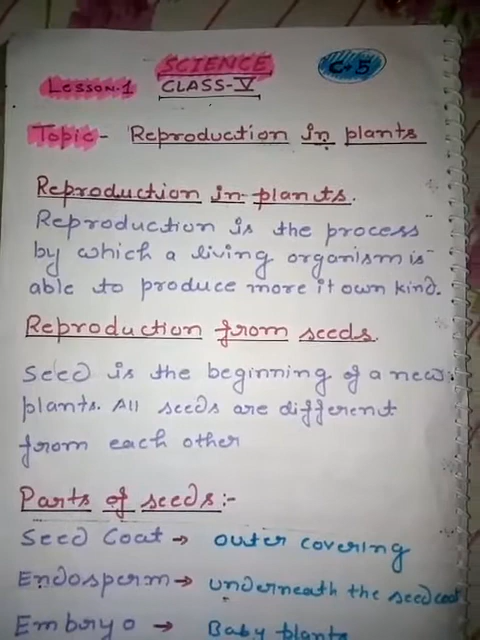 SCIENCE
C-5
Lesson-1
CLASS-V
Topic - Reproduction in plants
Reproduction in plants.
Reproduction is the process
by which a living organism is
able to produce more it own kind.
Reproduction from seeds
Seed is the beginning of a new
plants. All seeds are different
from each other
Parts of seeds:-
Seed Coat → outer covering
Endosperm → underneath the seed coat
Embryo → Baby plants